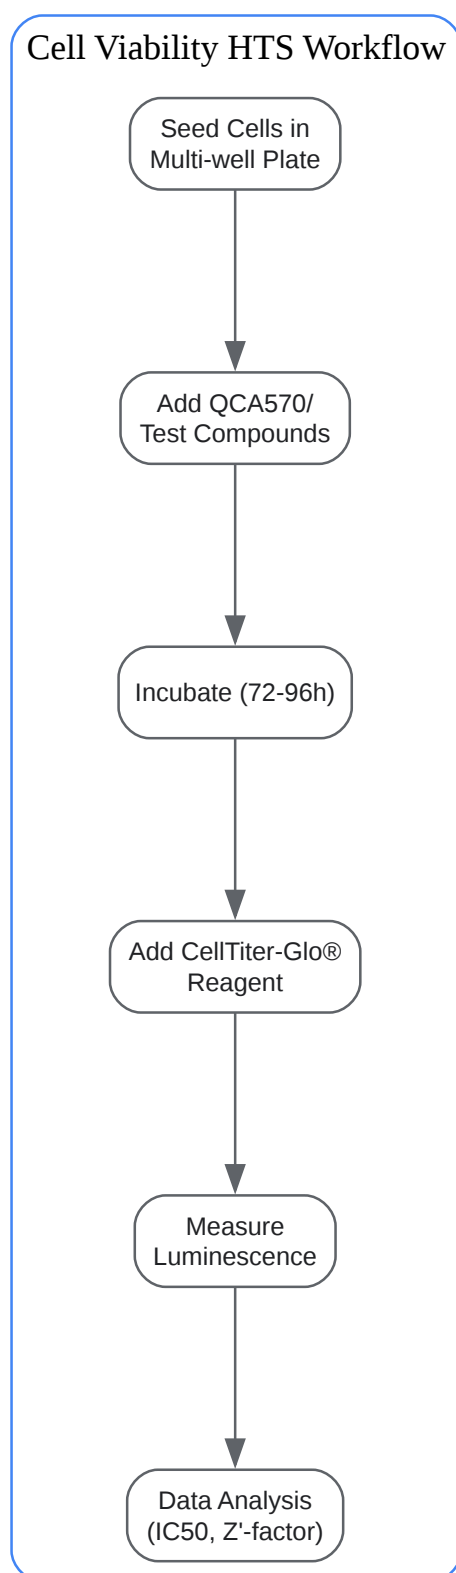 Cell Viability HTS Workflow
Seed Cells in
Multi-well Plate
Add QCA570/
Test Compounds
Incubate (72-96h)
Add CellTiter-Glo®
Reagent
Measure
Luminescence
Data Analysis
(IC50, Z'-factor)